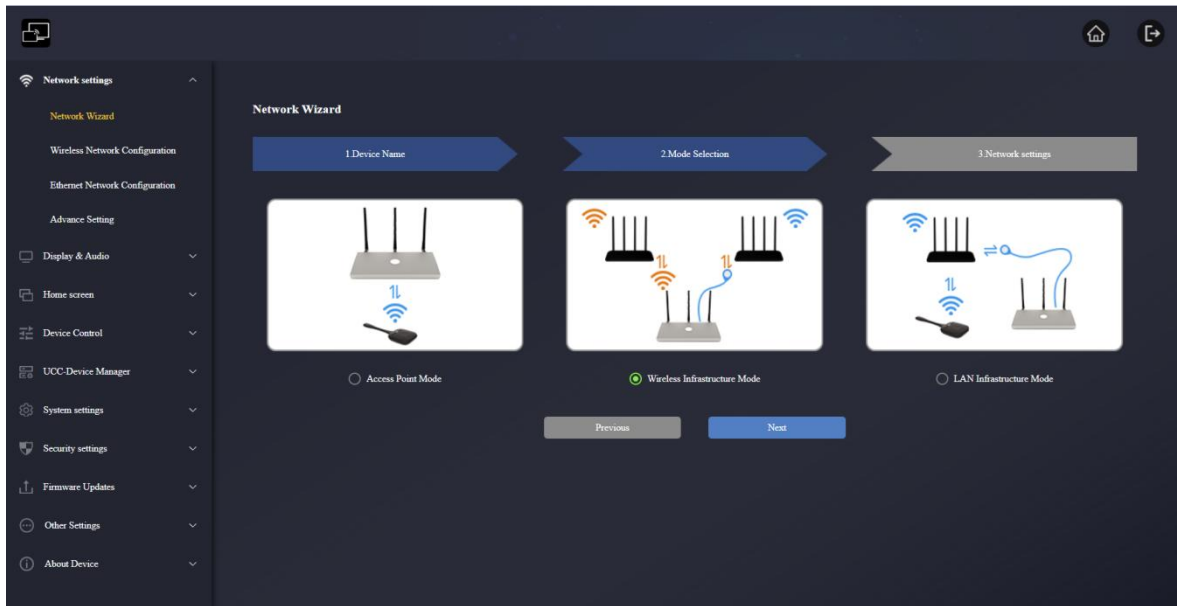 Network settings
Network Wizard
Wireless Network Configuration
Ethernet Network Configuration
Advance Setting
Display & Audio
Home screen
Device Control
UCC-Device Manager
System settings
Security settings
Firmware Updates
Other Settings
About Device
Network Wizard
1.Device Name
2.Mode Selection
3.Network settings
Access Point Mode
Wireless Infrastructure Mode
LAN Infrastructure Mode
Previous
Next